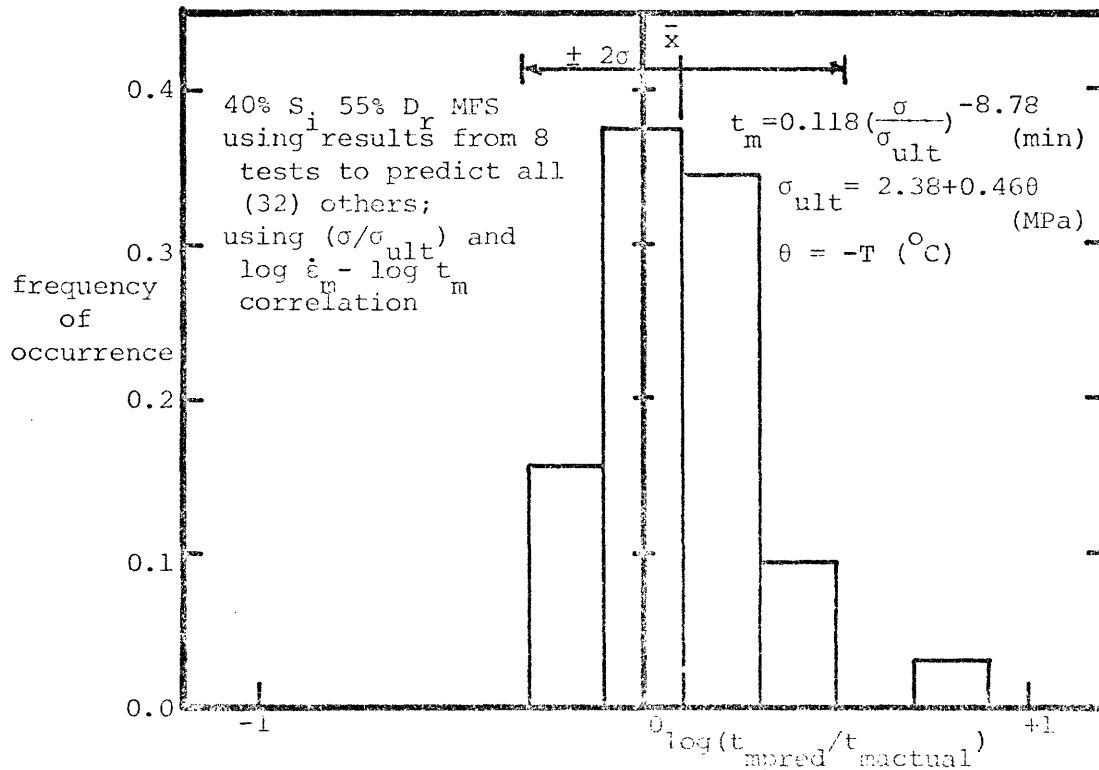 x̄
± 2σ
0.4
40% S_i 55% D_r MFS
using results from 8
tests to predict all
(32) others;
using (σ/σ_ult) and
log ε̇_m - log t_m
correlation
t_m=0.118(σ/σ_ult)^-8.78
(min)
σ_ult= 2.38+0.46θ
(MPa)
θ = -T (°C)
0.3
frequency
of
occurrence
0.2
0.1
0.0
-1
0
+1
log(t_mpred/t_mactual)